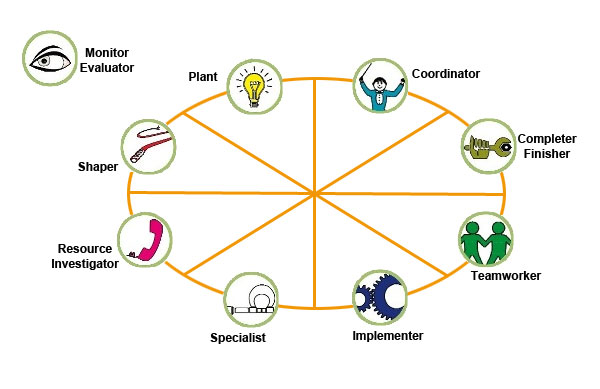 Monitor
Evaluator
Plant
Coordinator
Shaper
Completer
Finisher
Resource
Investigator
Teamworker
Specialist
Implementer